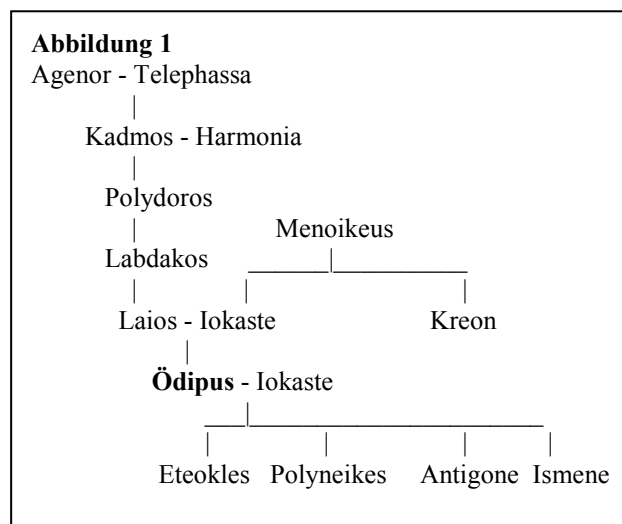 Abbildung 1
Agenor - Telephassa
Kadmos - Harmonia
Polydoros
Menoikeus
Labdakos
Laios - Iokaste Kreon
Ödipus - Iokaste
Eteokles Polyneikes Antigone Ismene